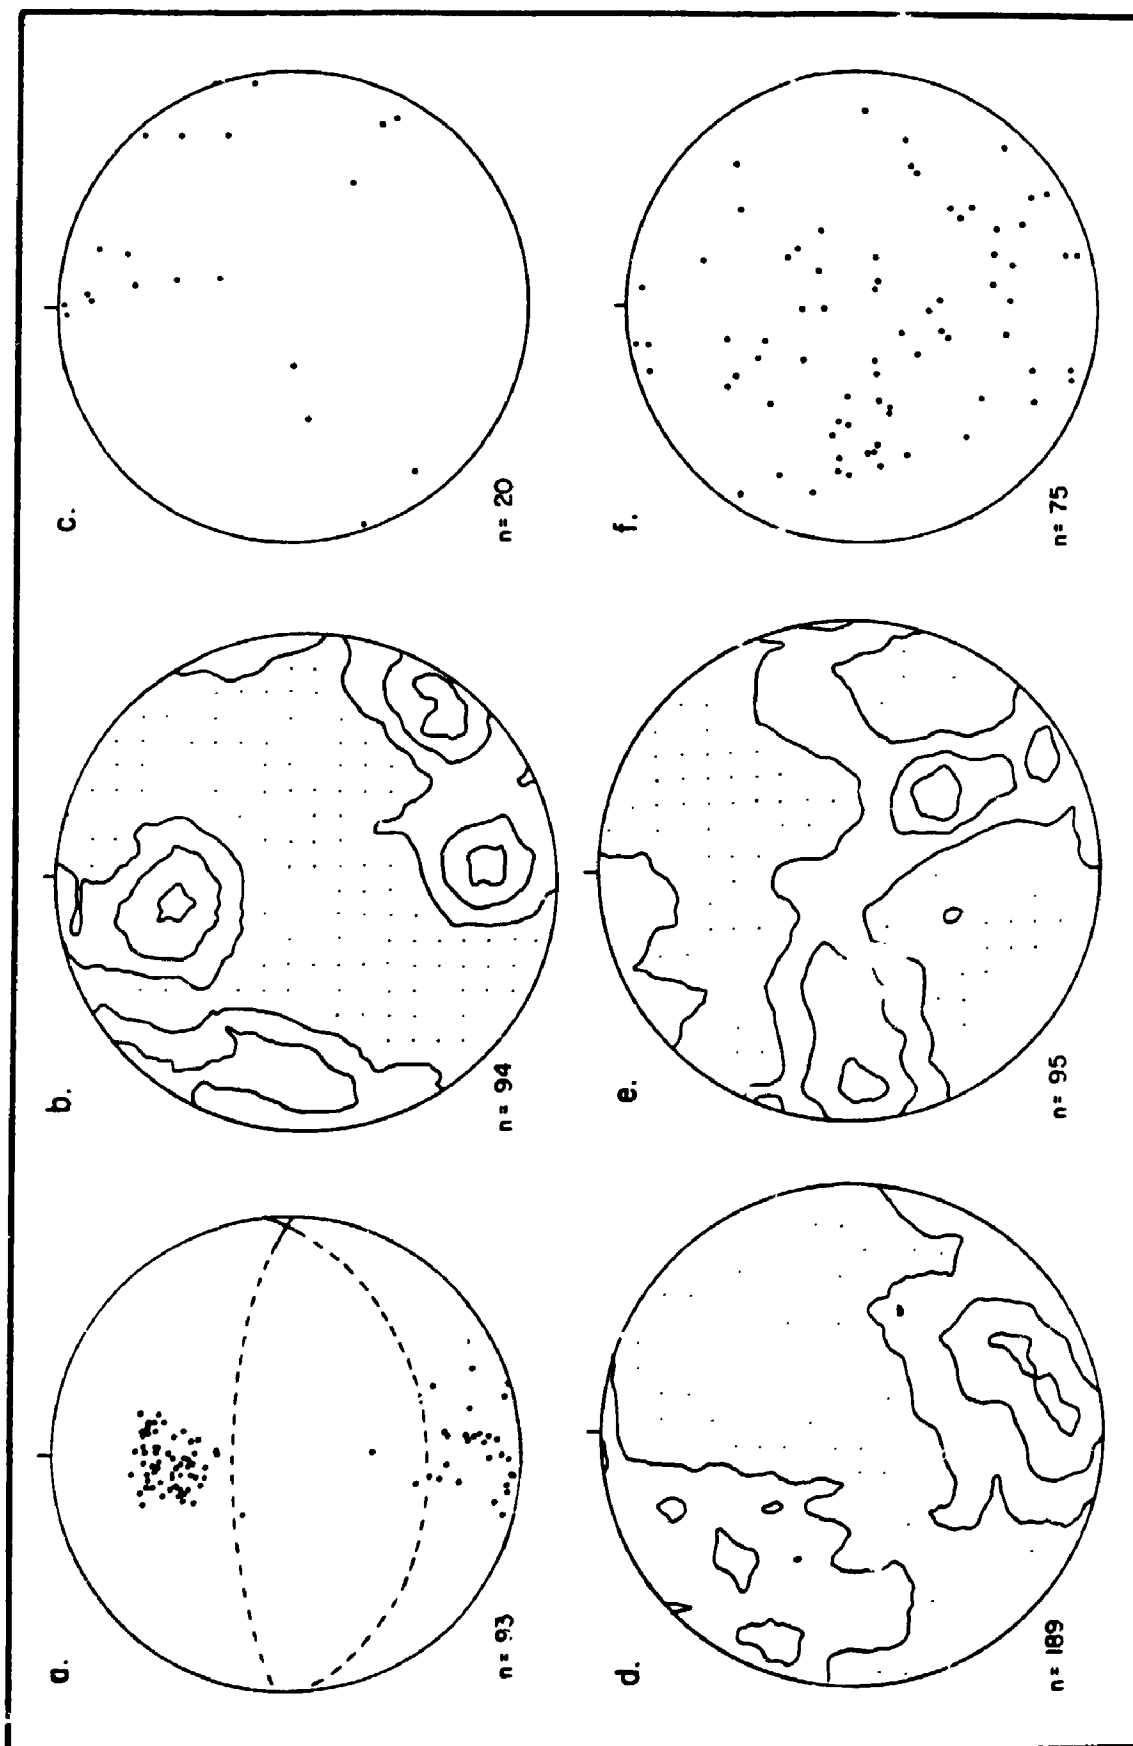 a.
n= 93
b.
n= 94
c.
n= 20
d.
n= 189
e.
n= 95
f.
n= 75